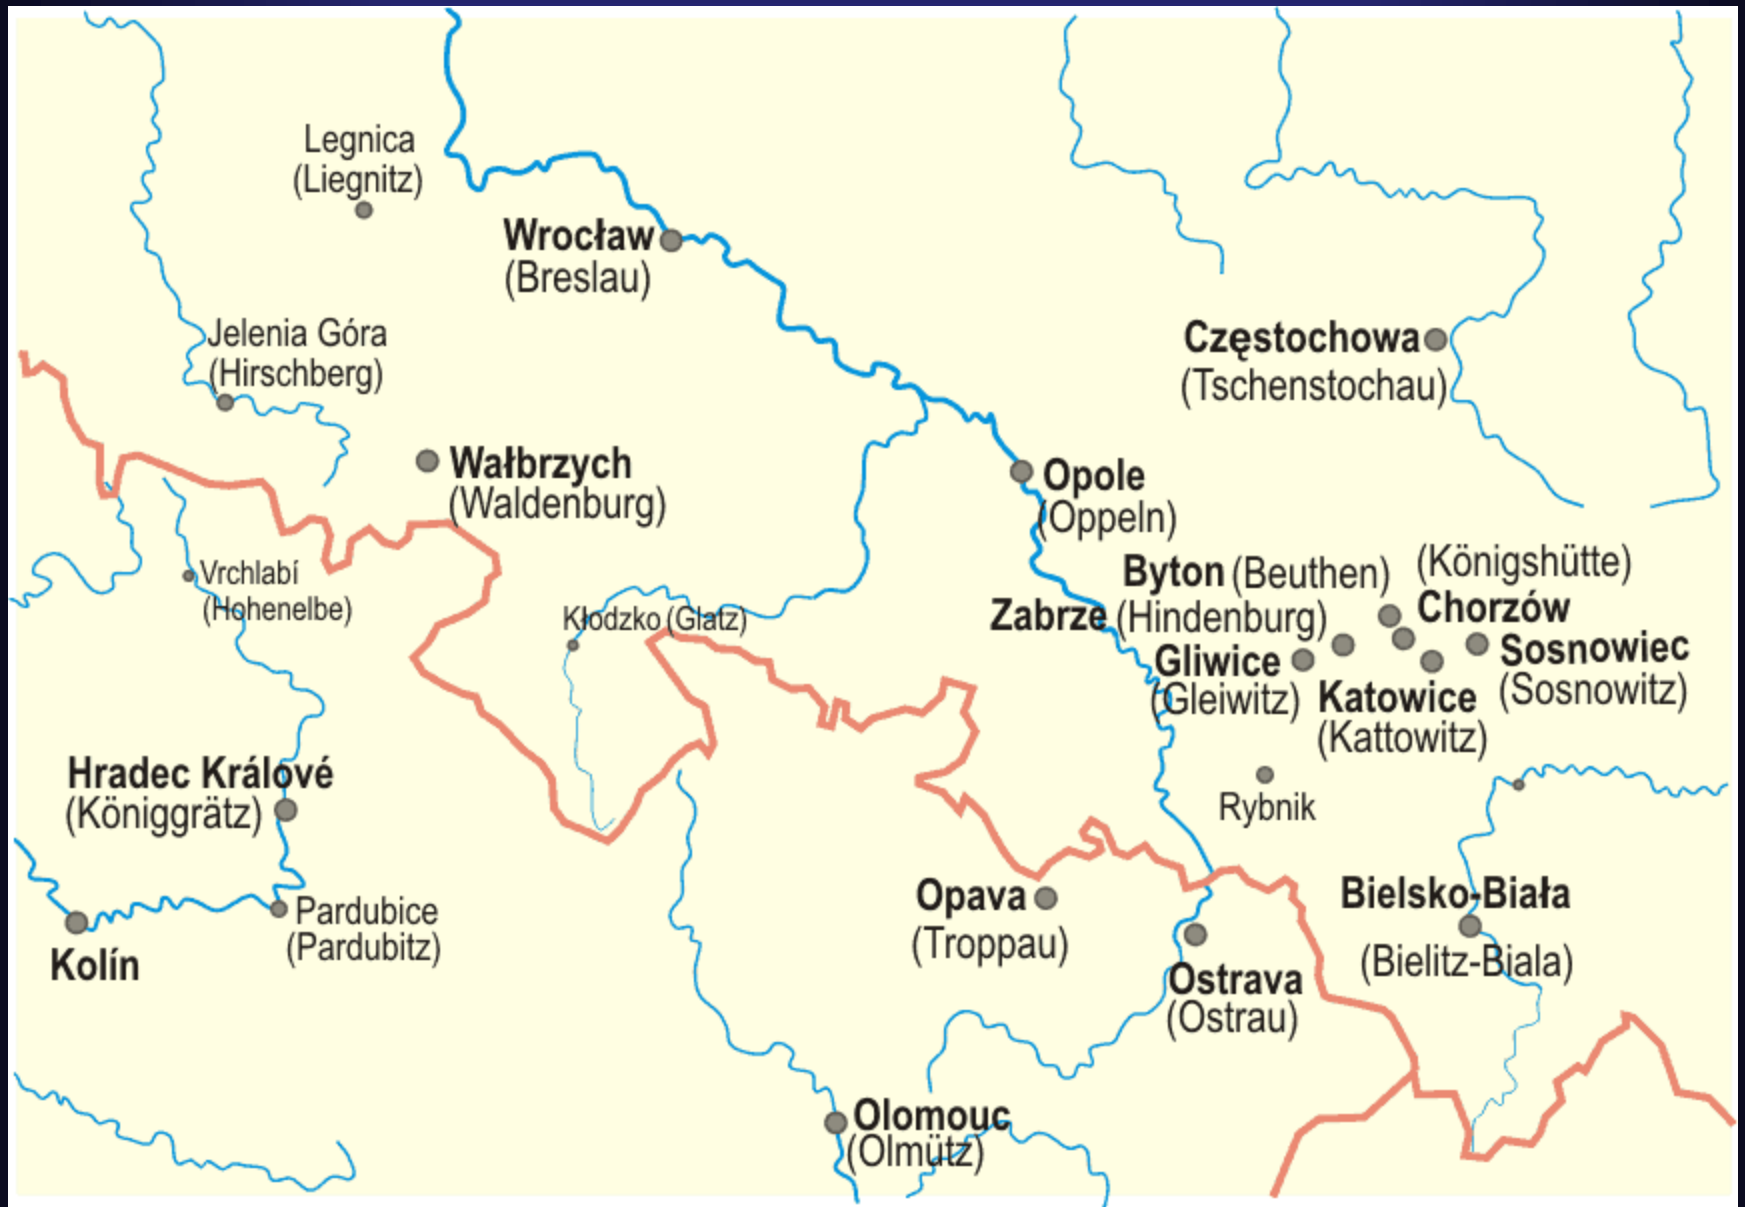 Legnica
(Liegnitz)
Wrocław
(Breslau)
Jelenia Góra
(Hirschberg)
Częstochowa
(Tschenstochau)
Wałbrzych
(Waldenburg)
Opole
(Oppeln)
Vrchlabí
(Hohenelbe)
Kłodzko (Glatz)
Byton (Beuthen)
(Königshütte)
Chorzów
Zabrze (Hindenburg)
Gliwice
(Gleiwitz)
Sosnowiec
(Sosnowitz)
Katowice
(Kattowitz)
Hradec Králové
(Königgrätz)
Rybnik
Kolín
Pardubice
(Pardubitz)
Opava
(Troppau)
Bielsko-Biała
(Bielitz-Biala)
Ostrava
(Ostrau)
Olomouc
(Olmütz)